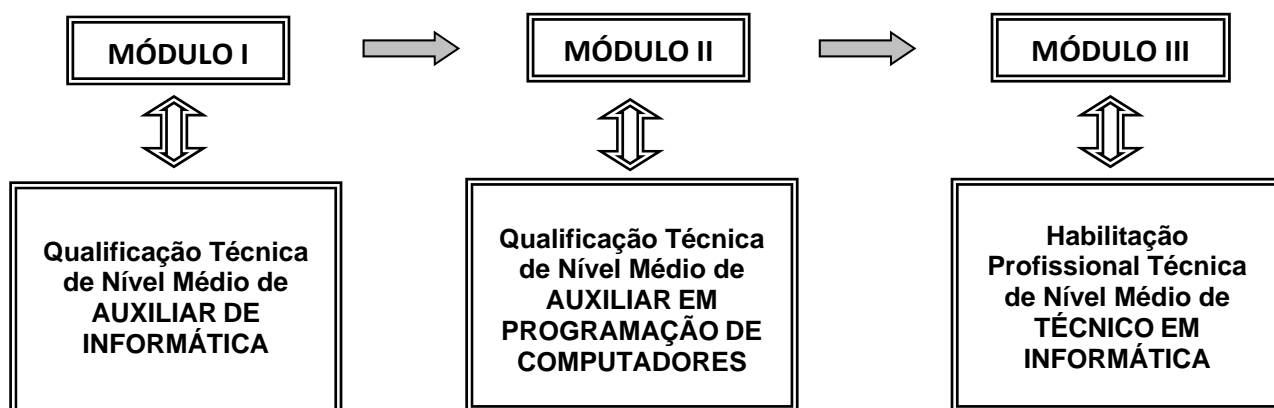 MÓDULO I
MÓDULO II
MÓDULO III
Qualificação Técnica
de Nível Médio de
AUXILIAR DE
INFORMÁTICA
Qualificação Técnica
de Nível Médio de
AUXILIAR EM
PROGRAMAÇÃO DE
COMPUTADORES
Habilitação
Profissional Técnica
de Nível Médio de
TÉCNICO EM
INFORMÁTICA